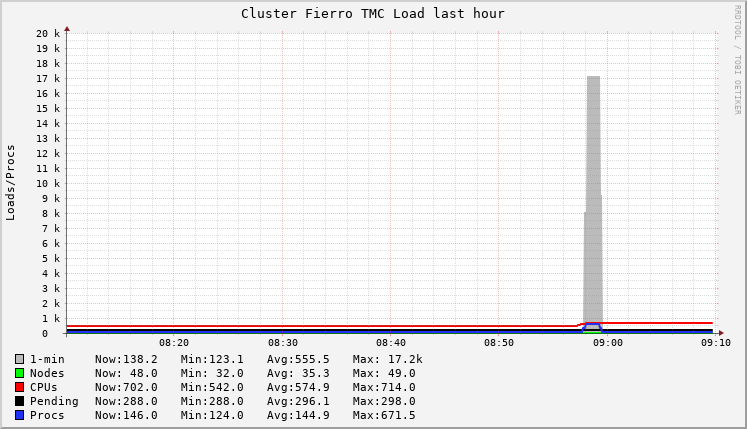 Cluster Fierro TMC Load last hour
RRDTOOL / TOBI OETIKER
Loads/Procs
20 k
19 k
18 k
17 k
16 k
15 k
14 k
13 k
12 k
11 k
10 k
9 k
8 k
7 k
6 k
5 k
4 k
3 k
2 k
1 k
0
08:20 08:30 08:40 08:50 09:00 09:10
1-min Now:138.2 Min:123.1 Avg:555.5 Max: 17.2k
Nodes Now: 48.0 Min: 32.0 Avg: 35.3 Max: 49.0
CPUs Now:702.0 Min:542.0 Avg:574.9 Max:714.0
Pending Now:288.0 Min:288.0 Avg:296.1 Max:298.0
Procs Now:146.0 Min:124.0 Avg:144.9 Max:671.5